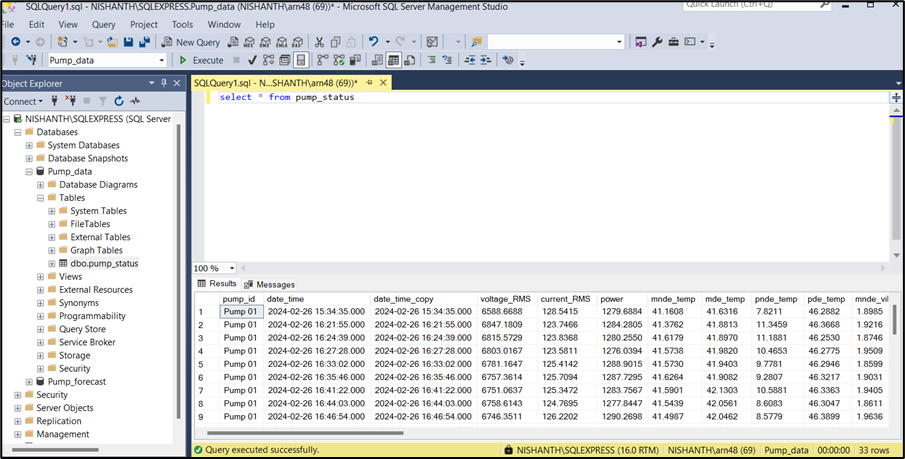 SQLQuery1.sql - NISHANTH\SQLEXPRESS.Pump_data (NISHANTH\arn48 (69))* - Microsoft SQL Server Management Studio
Quick Launch (Ctrl+Q)
File Edit View Query Project Tools Window Help
New Query
MDX DMX XMLA DAX
Pump_data Execute
Object Explorer
SQLQuery1.sql - N...SHANTH\arn48 (69))*
Connect
select * from pump_status
NISHANTH\SQLEXPRESS (SQL Server
Databases
System Databases
Database Snapshots
Pump_data
Database Diagrams
Tables
System Tables
FileTables
External Tables
Graph Tables
dbo.pump_status
Views
External Resources
Synonyms
Programmability
Query Store
Service Broker
Storage
Security
Pump_forecast
Security
Server Objects
Replication
Management
100 %
Results Messages
pump_id date_time date_time_copy voltage_RMS current_RMS power mnde_temp mde_temp pnde_temp pde_temp mnde_vil
1 Pump 01 2024-02-26 15:34:35.000 2024-02-26 15:34:35.000 6588.6688 128.5415 1279.6884 41.1608 41.6316 7.8211 46.2882 1.8985
2 Pump 01 2024-02-26 16:21:55.000 2024-02-26 16:21:55.000 6847.1809 123.7466 1284.2805 41.3762 41.8813 11.3459 46.3668 1.9216
3 Pump 01 2024-02-26 16:24:39.000 2024-02-26 16:24:39.000 6815.5729 123.8368 1280.2550 41.6179 41.8970 11.1881 46.2530 1.8746
4 Pump 01 2024-02-26 16:27:28.000 2024-02-26 16:27:28.000 6803.0167 123.5811 1276.0394 41.5738 41.9820 10.4653 46.2775 1.9509
5 Pump 01 2024-02-26 16:33:02.000 2024-02-26 16:33:02.000 6781.1647 125.4142 1288.9015 41.5730 41.9403 9.7781 46.2946 1.8599
6 Pump 01 2024-02-26 16:35:46.000 2024-02-26 16:35:46.000 6757.3614 125.7094 1287.7295 41.6264 41.9082 9.2807 46.3217 1.9031
7 Pump 01 2024-02-26 16:41:22.000 2024-02-26 16:41:22.000 6751.0637 125.3472 1283.7567 41.9051 42.1303 10.5881 46.3363 1.9405
8 Pump 01 2024-02-26 16:44:03.000 2024-02-26 16:44:03.000 6758.6143 124.7695 1277.8447 41.5439 42.0561 8.6083 46.3047 1.8611
9 Pump 01 2024-02-26 16:46:54.000 2024-02-26 16:46:54.000 6746.3511 126.2202 1290.2698 41.4987 42.0462 8.5779 46.3899 1.9636
Query executed successfully. NISHANTH\SQLEXPRESS (16.0 RTM) NISHANTH\arn48 (69) Pump_data 00:00:00 33 rows